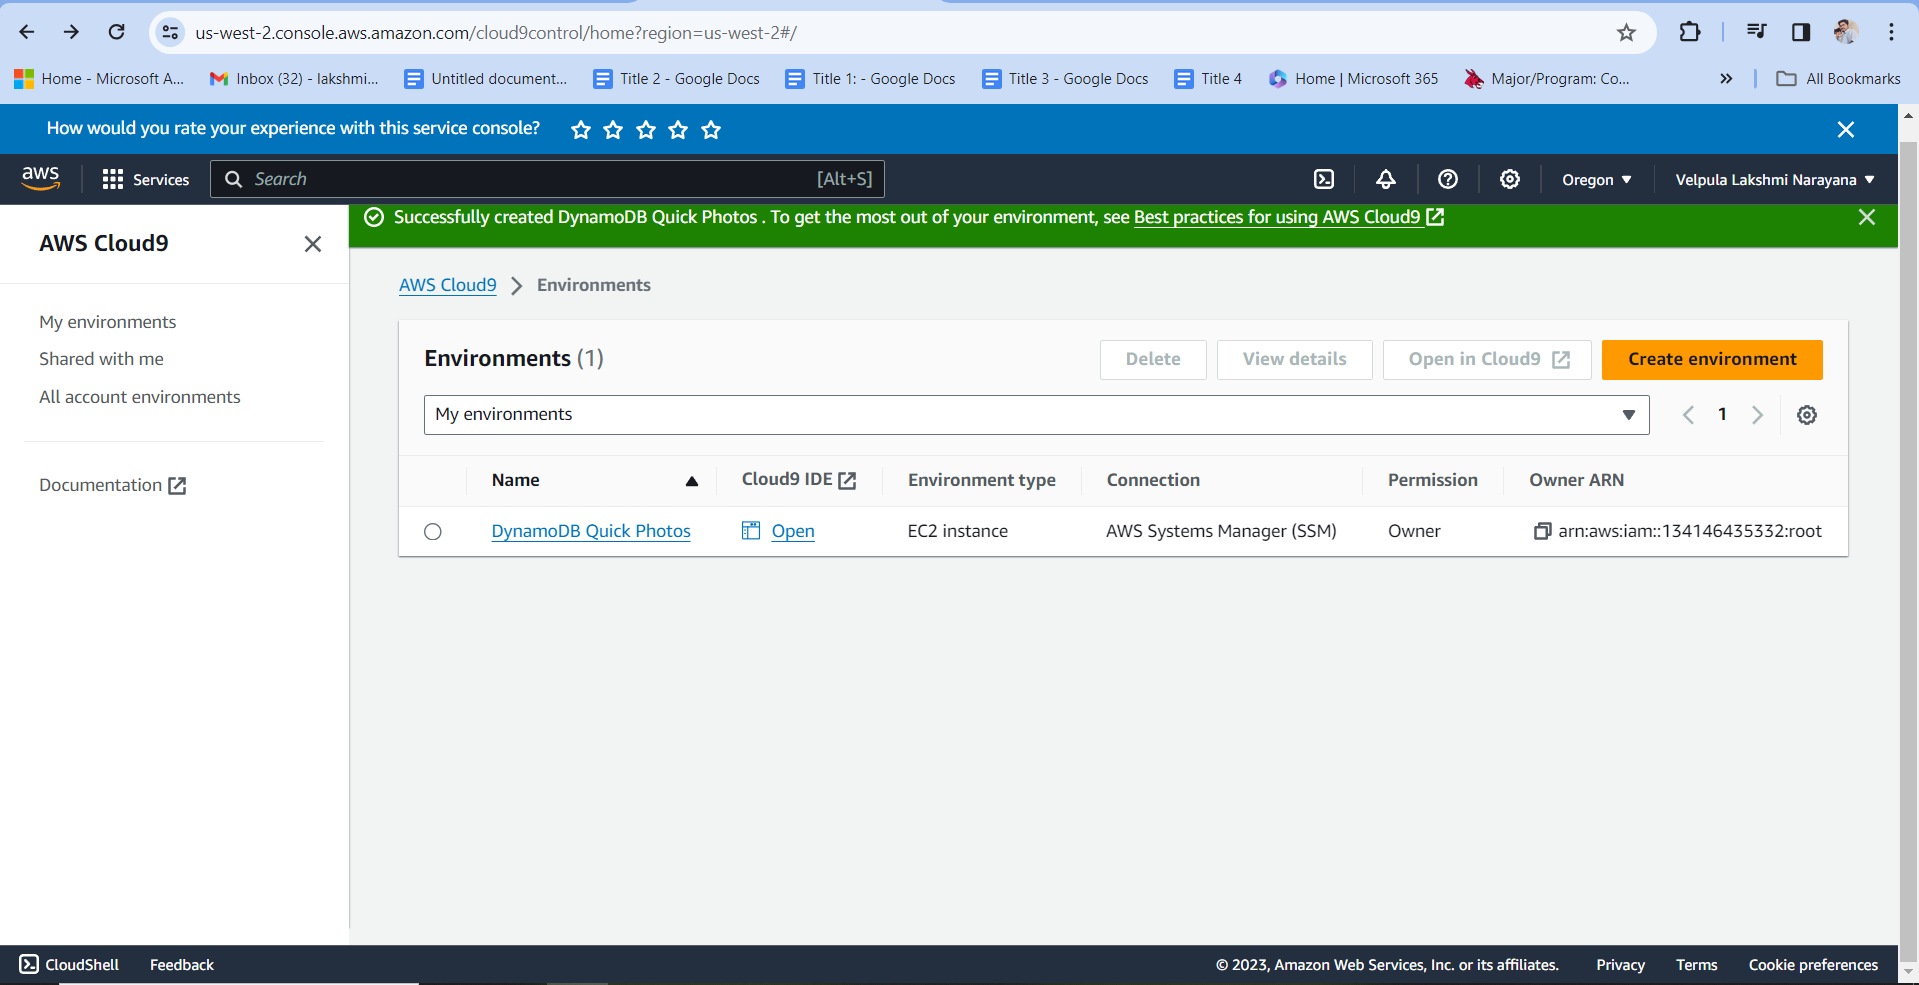 us-west-2.console.aws.amazon.com/cloud9control/home?region=us-west-2#/
Home - Microsoft A... Inbox (32) - lakshmi... Untitled document... Title 2 - Google Docs Title 1: - Google Docs Title 3 - Google Docs Title 4 Home | Microsoft 365 Major/Program: Co... » All Bookmarks
How would you rate your experience with this service console?
aws Services Search [Alt+S] Oregon Velpula Lakshmi Narayana
Successfully created DynamoDB Quick Photos . To get the most out of your environment, see Best practices for using AWS Cloud9
AWS Cloud9
My environments
Shared with me
All account environments
Documentation
AWS Cloud9 > Environments
Environments (1) Delete View details Open in Cloud9 Create environment
My environments 1
Name Cloud9 IDE Environment type Connection Permission Owner ARN
DynamoDB Quick Photos Open EC2 instance AWS Systems Manager (SSM) Owner arn:aws:iam::134146435332:root
CloudShell Feedback © 2023, Amazon Web Services, Inc. or its affiliates. Privacy Terms Cookie preferences